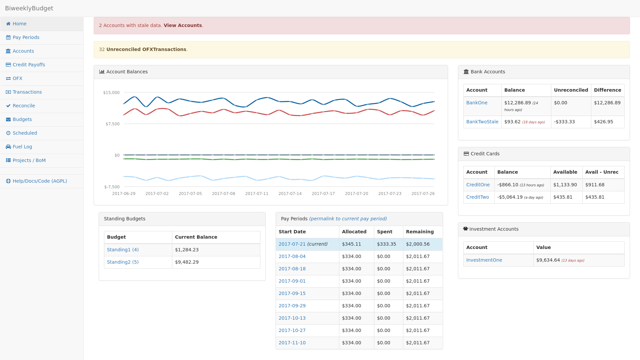 BiweeklyBudget
Home
Pay Periods
Accounts
Credit Payoffs
OFX
Transactions
Reconcile
Budgets
Scheduled
Fuel Log
Projects / BoM
Help/Docs/Code (AGPL)
2 Accounts with stale data. View Accounts.
32 Unreconciled OFXTransactions.
Account Balances
$15,000
$7,500
$0
$-7,500
2017-06-29 2017-07-02 2017-07-05 2017-07-08 2017-07-11 2017-07-14 2017-07-17 2017-07-20 2017-07-23 2017-07-26
Standing Budgets
Budget Current Balance
Standing1 (4) $1,284.23
Standing2 (5) $9,482.29
Pay Periods (permalink to current pay period)
Start Date Allocated Spent Remaining
2017-07-21 (current) $345.11 $333.35 $2,000.56
2017-08-04 $334.00 $0.00 $2,011.67
2017-08-18 $334.00 $0.00 $2,011.67
2017-09-01 $334.00 $0.00 $2,011.67
2017-09-15 $334.00 $0.00 $2,011.67
2017-09-29 $334.00 $0.00 $2,011.67
2017-10-13 $334.00 $0.00 $2,011.67
2017-10-27 $334.00 $0.00 $2,011.67
2017-11-10 $334.00 $0.00 $2,011.67
Bank Accounts
Account Balance Unreconciled Difference
BankOne $12,286.89 (14 hours ago) $0.00 $12,286.89
BankTwoStale $93.62 (18 days ago) -$333.33 $426.95
Credit Cards
Account Balance Available Avail - Unrec
CreditOne -$866.10 (13 hours ago) $1,133.90 $911.68
CreditTwo -$5,064.19 (a day ago) $435.81 $435.81
Investment Accounts
Account Value
InvestmentOne $9,634.64 (13 days ago)